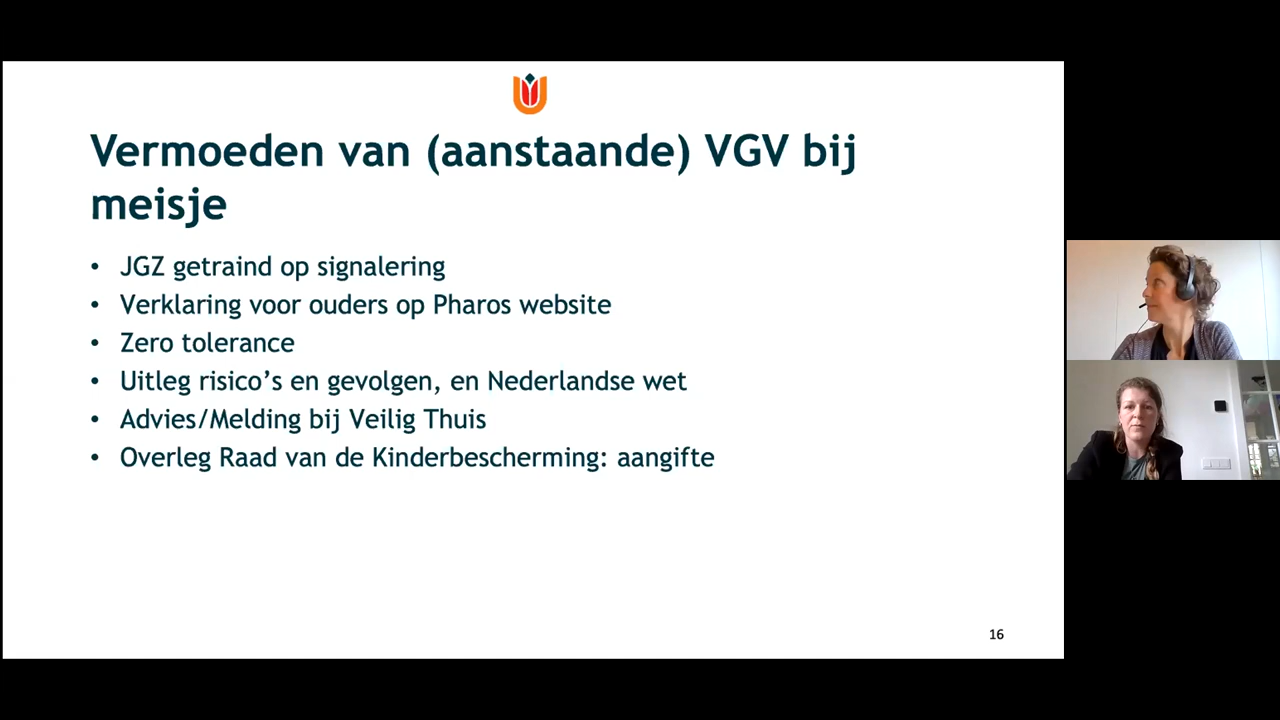 Vermoeden van (aanstaande) VGV bij
meisje
• JGZ getraind op signalering
• Verklaring voor ouders op Pharos website
• Zero tolerance
• Uitleg risico’s en gevolgen, en Nederlandse wet
• Advies/Melding bij Veilig Thuis
• Overleg Raad van de Kinderbescherming: aangifte
16